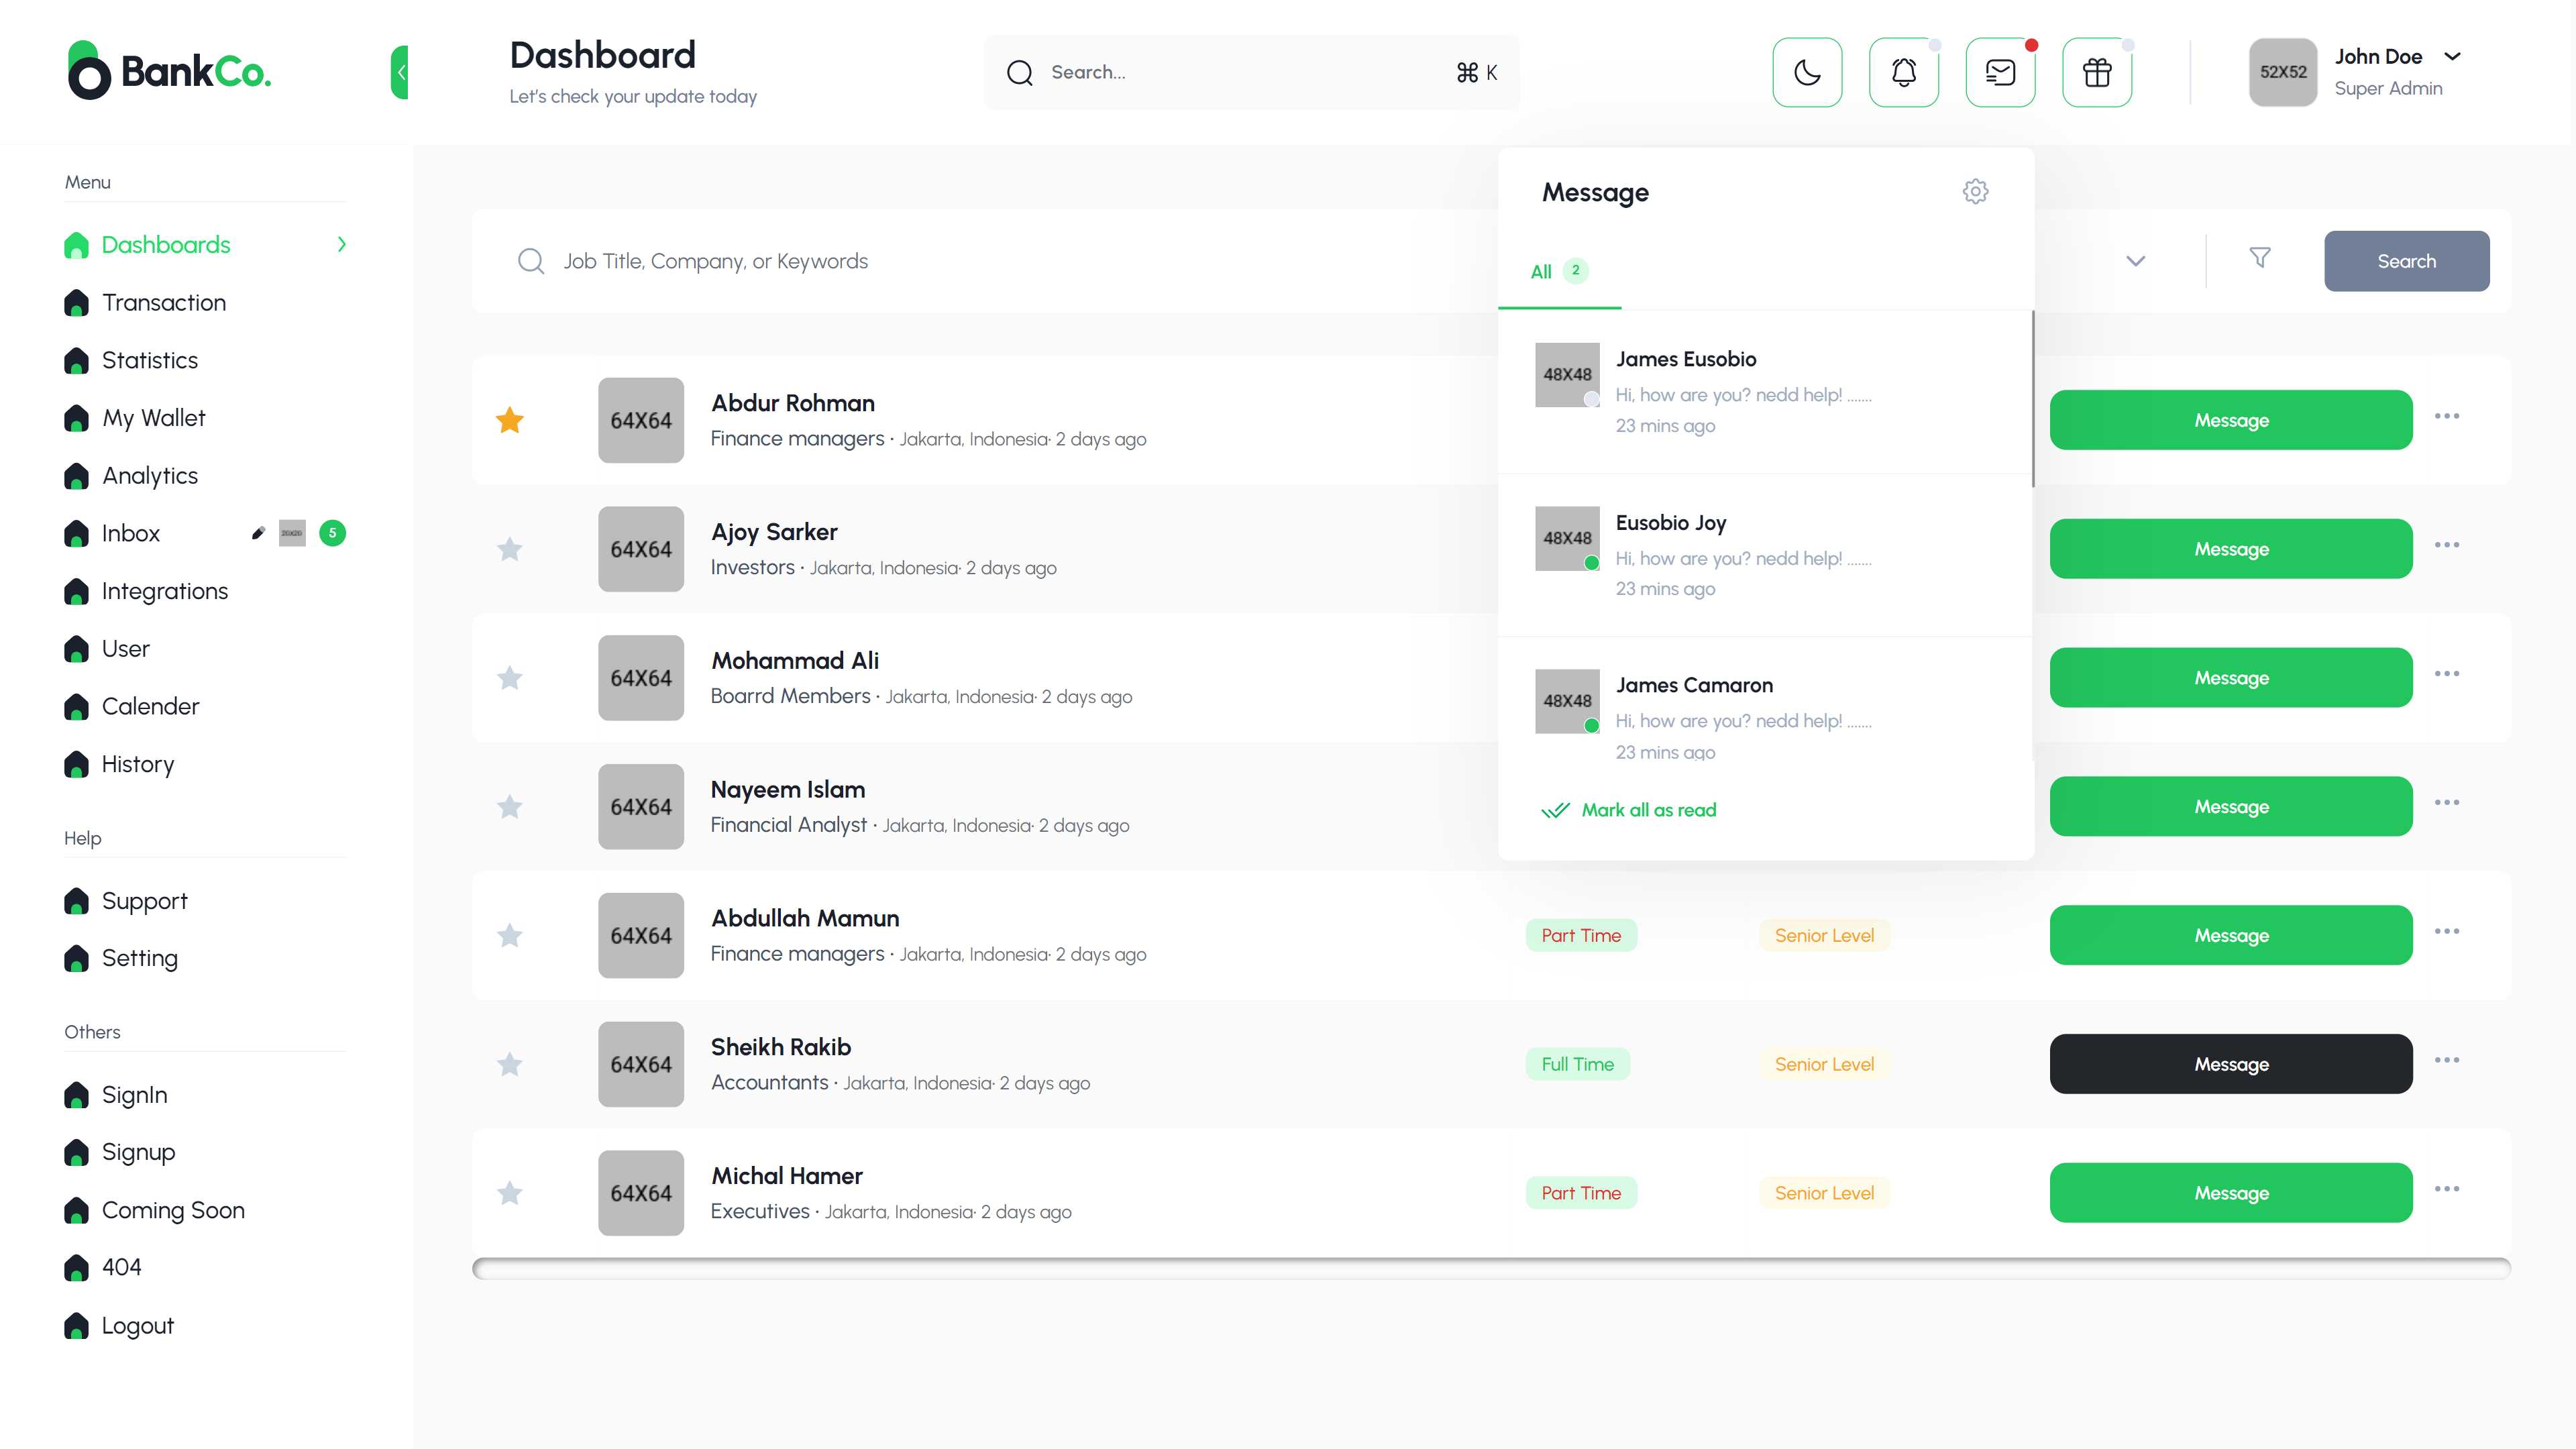 BankCo.
Dashboard
Let's check your update today
Search...
⌘ K
52X52
John Doe
Super Admin
Menu
Dashboards
Transaction
Statistics
My Wallet
Analytics
Inbox
5
Integrations
User
Calender
History
Help
Support
Setting
Others
SignIn
Signup
Coming Soon
404
Logout
Job Title, Company, or Keywords
Search
64X64
Abdur Rohman
Finance managers · Jakarta, Indonesia· 2 days ago
Message
64X64
Ajoy Sarker
Investors · Jakarta, Indonesia· 2 days ago
Message
64X64
Mohammad Ali
Boarrd Members · Jakarta, Indonesia· 2 days ago
Message
64X64
Nayeem Islam
Financial Analyst · Jakarta, Indonesia· 2 days ago
Message
64X64
Abdullah Mamun
Finance managers · Jakarta, Indonesia· 2 days ago
Part Time
Senior Level
Message
64X64
Sheikh Rakib
Accountants · Jakarta, Indonesia· 2 days ago
Full Time
Senior Level
Message
64X64
Michal Hamer
Executives · Jakarta, Indonesia· 2 days ago
Part Time
Senior Level
Message
Message
All 2
48X48
James Eusobio
Hi, how are you? nedd help! .......
23 mins ago
48X48
Eusobio Joy
Hi, how are you? nedd help! .......
23 mins ago
48X48
James Camaron
Hi, how are you? nedd help! .......
23 mins ago
Mark all as read